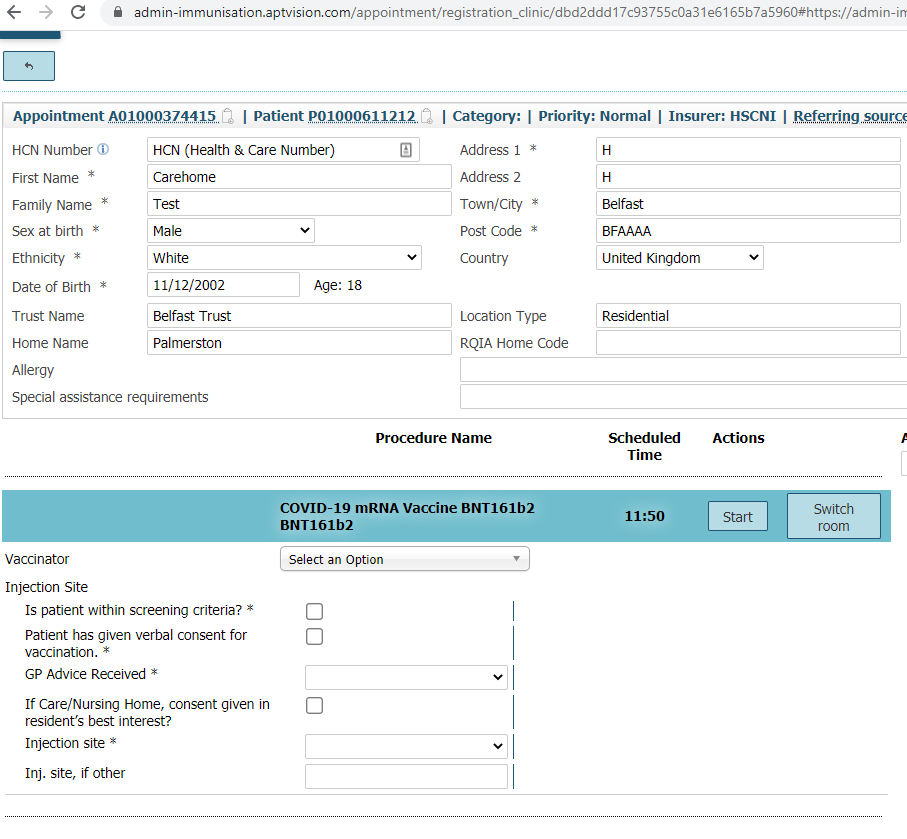 admin-immunisation.aptvision.com/appointment/registration_clinic/dbd2ddd17c93755c0a31e6165b7a5960#https://admin-in
Appointment A01000374415 | Patient P01000611212 | Category: | Priority: Normal | Insurer: HSCNI | Referring source
HCN Number HCN (Health & Care Number) Address 1 * H
First Name * Carehome Address 2 H
Family Name * Test Town/City * Belfast
Sex at birth * Male Post Code * BFAAAA
Ethnicity * White Country United Kingdom
Date of Birth * 11/12/2002 Age: 18
Trust Name Belfast Trust Location Type Residential
Home Name Palmerston RQIA Home Code
Allergy
Special assistance requirements
Procedure Name Scheduled Time Actions A
COVID-19 mRNA Vaccine BNT161b2
BNT161b2 11:50 Start Switch room
Vaccinator Select an Option
Injection Site
Is patient within screening criteria? *
Patient has given verbal consent for
vaccination. *
GP Advice Received *
If Care/Nursing Home, consent given in
resident's best interest?
Injection site *
Inj. site, if other